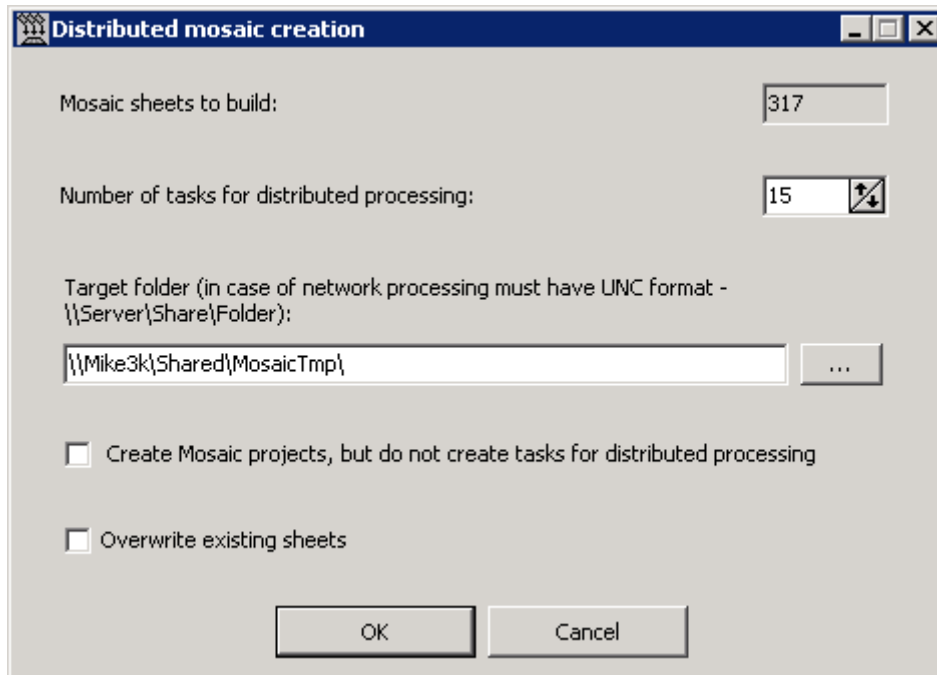 Distributed mosaic creation
Mosaic sheets to build:
317
Number of tasks for distributed processing:
15
Target folder (in case of network processing must have UNC format -
\\Server\Share\Folder):
\\Mike3k\Shared\MosaicTmp\
...
Create Mosaic projects, but do not create tasks for distributed processing
Overwrite existing sheets
OK
Cancel